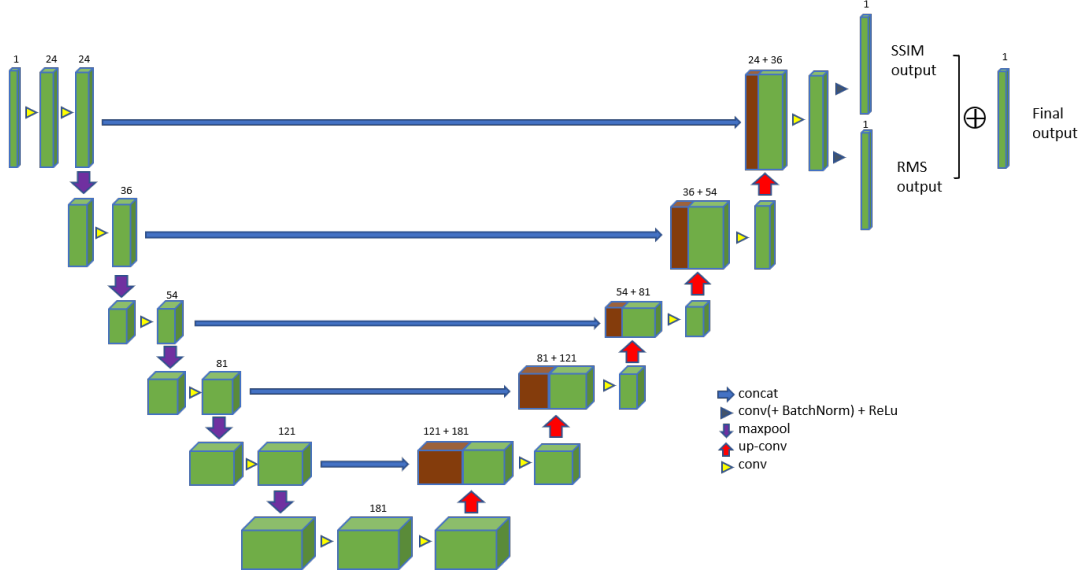 1
24
24
24 + 36
1
SSIM
output
1
Final
output
1
RMS
output
36
36 + 54
54
54 + 81
81
81 + 121
121
121 + 181
181
concat
conv(+ BatchNorm) + ReLu
maxpool
up-conv
conv